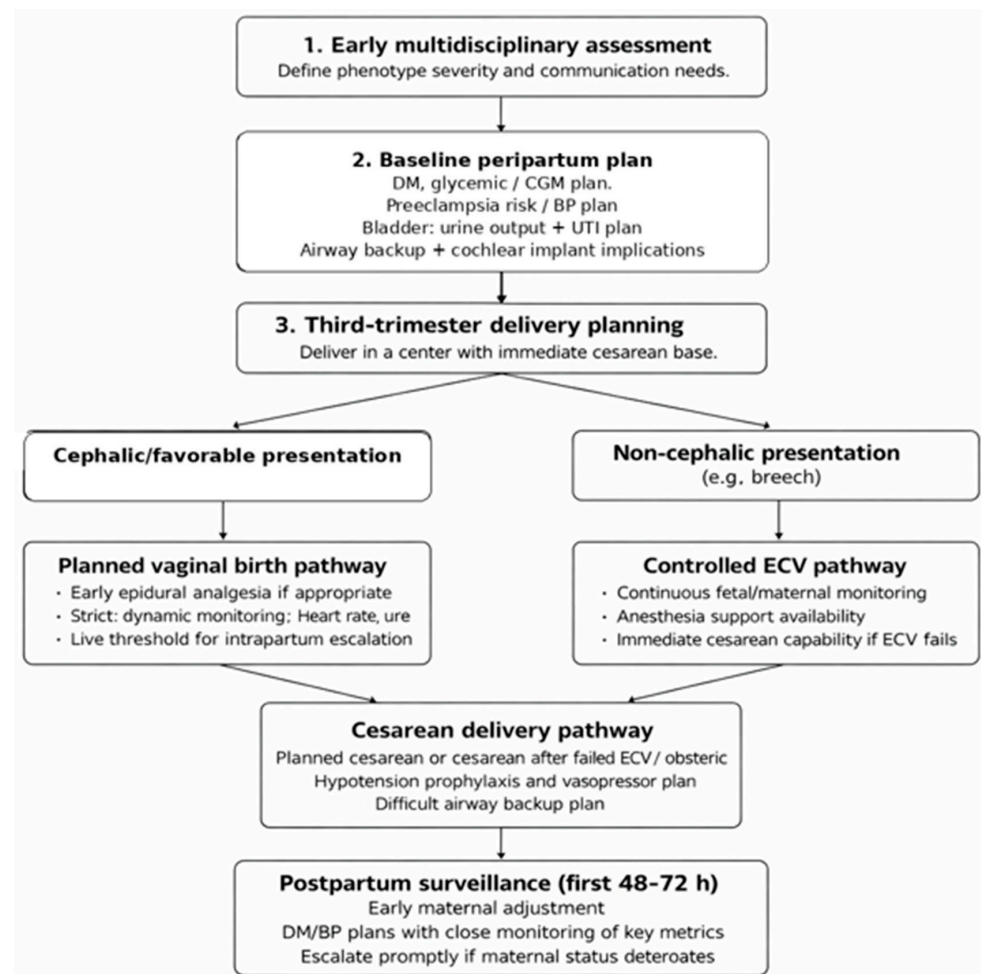 1. Early multidisciplinary assessment
Define phenotype severity and communication needs.
2. Baseline peripartum plan
DM, glycemic / CGM plan.
Preeclampsia risk / BP plan
Bladder: urine output + UTI plan
Airway backup + cochlear implant implications
3. Third-trimester delivery planning
Deliver in a center with immediate cesarean base.
Cephalic/favorable presentation
Non-cephalic presentation
(e.g. breech)
Planned vaginal birth pathway
· Early epidural analgesia if appropriate
· Strict: dynamic monitoring; Heart rate, ure
· Live threshold for intrapartum escalation
Controlled ECV pathway
· Continuous fetal/maternal monitoring
· Anesthesia support availability
· Immediate cesarean capability if ECV fails
Cesarean delivery pathway
Planned cesarean or cesarean after failed ECV/ obsteric
Hypotension prophylaxis and vasopressor plan
Difficult airway backup plan
Postpartum surveillance (first 48–72 h)
Early maternal adjustment
DM/BP plans with close monitoring of key metrics
Escalate promptly if maternal status deteroates